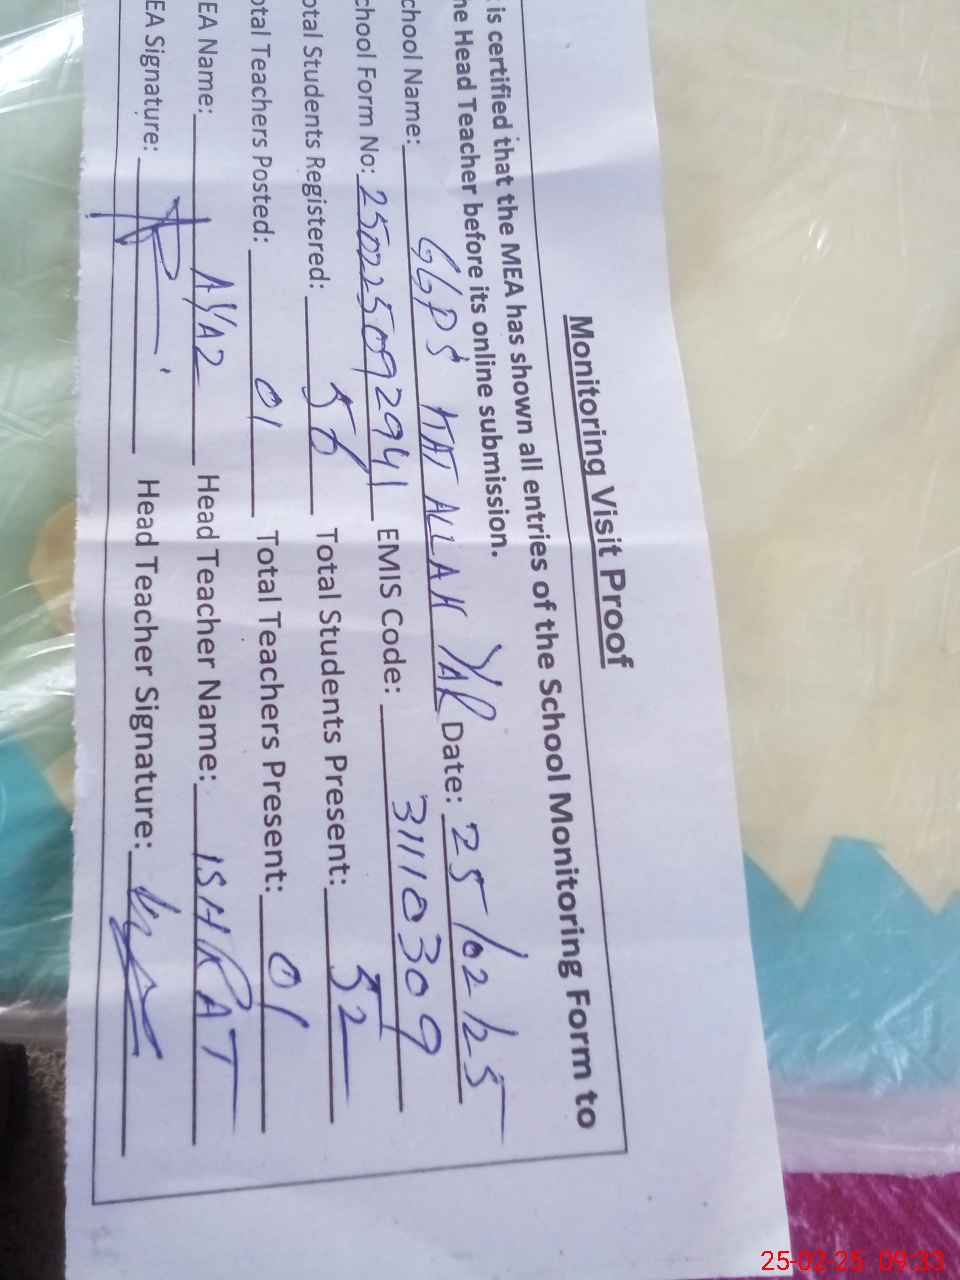 Monitoring Visit Proof
is certified that the MEA has shown all entries of the School Monitoring Form to
he Head Teacher before its online submission.
chool Name: GGPS KAT ALLAH YAR Date: 25/02/25
chool Form No: 25022509294 EMIS Code: 31110309
otal Students Registered: 56 Total Students Present: 52
otal Teachers Posted: 01 Total Teachers Present: 01
EA Name: AYAZ Head Teacher Name: ISHRAT
EA Signature: Head Teacher Signature:
25-02-25 09:33